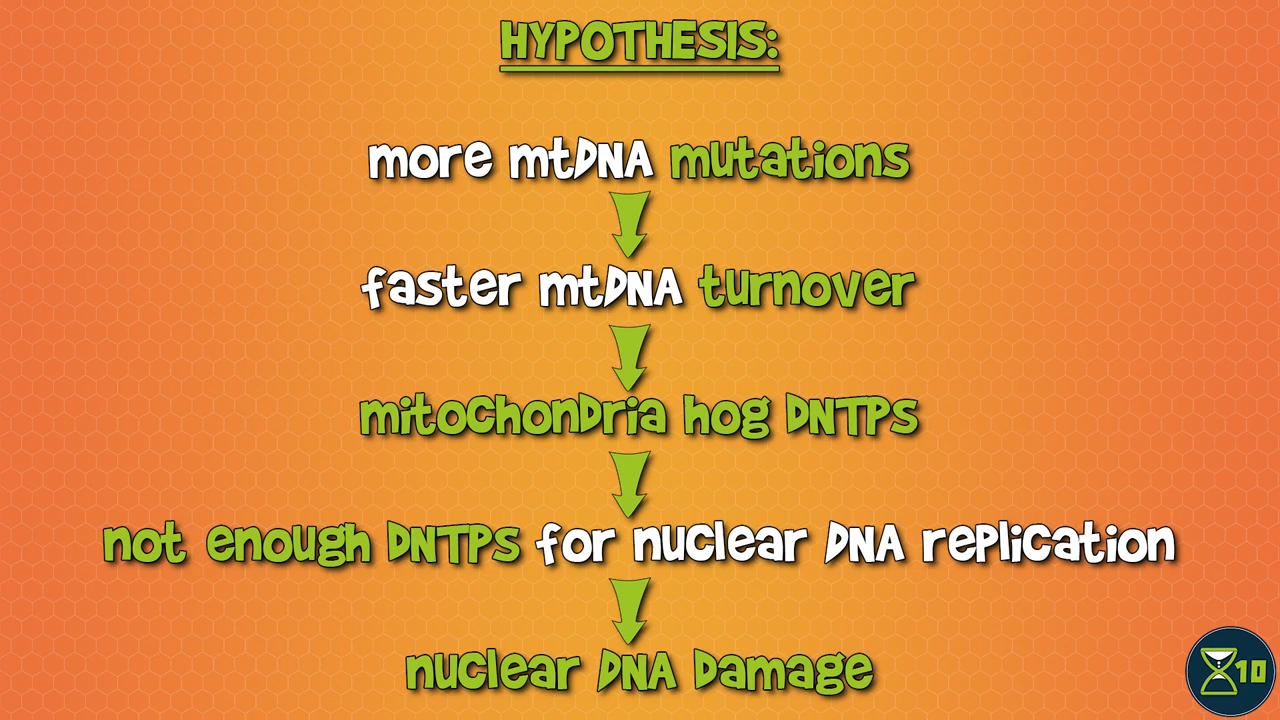 HYPOTHESIS:
more mtDNA mutations
faster mtDNA turnover
mitochondria hog DNTPs
not enough DNTPs for nuclear DNA replication
nuclear DNA Damage
10